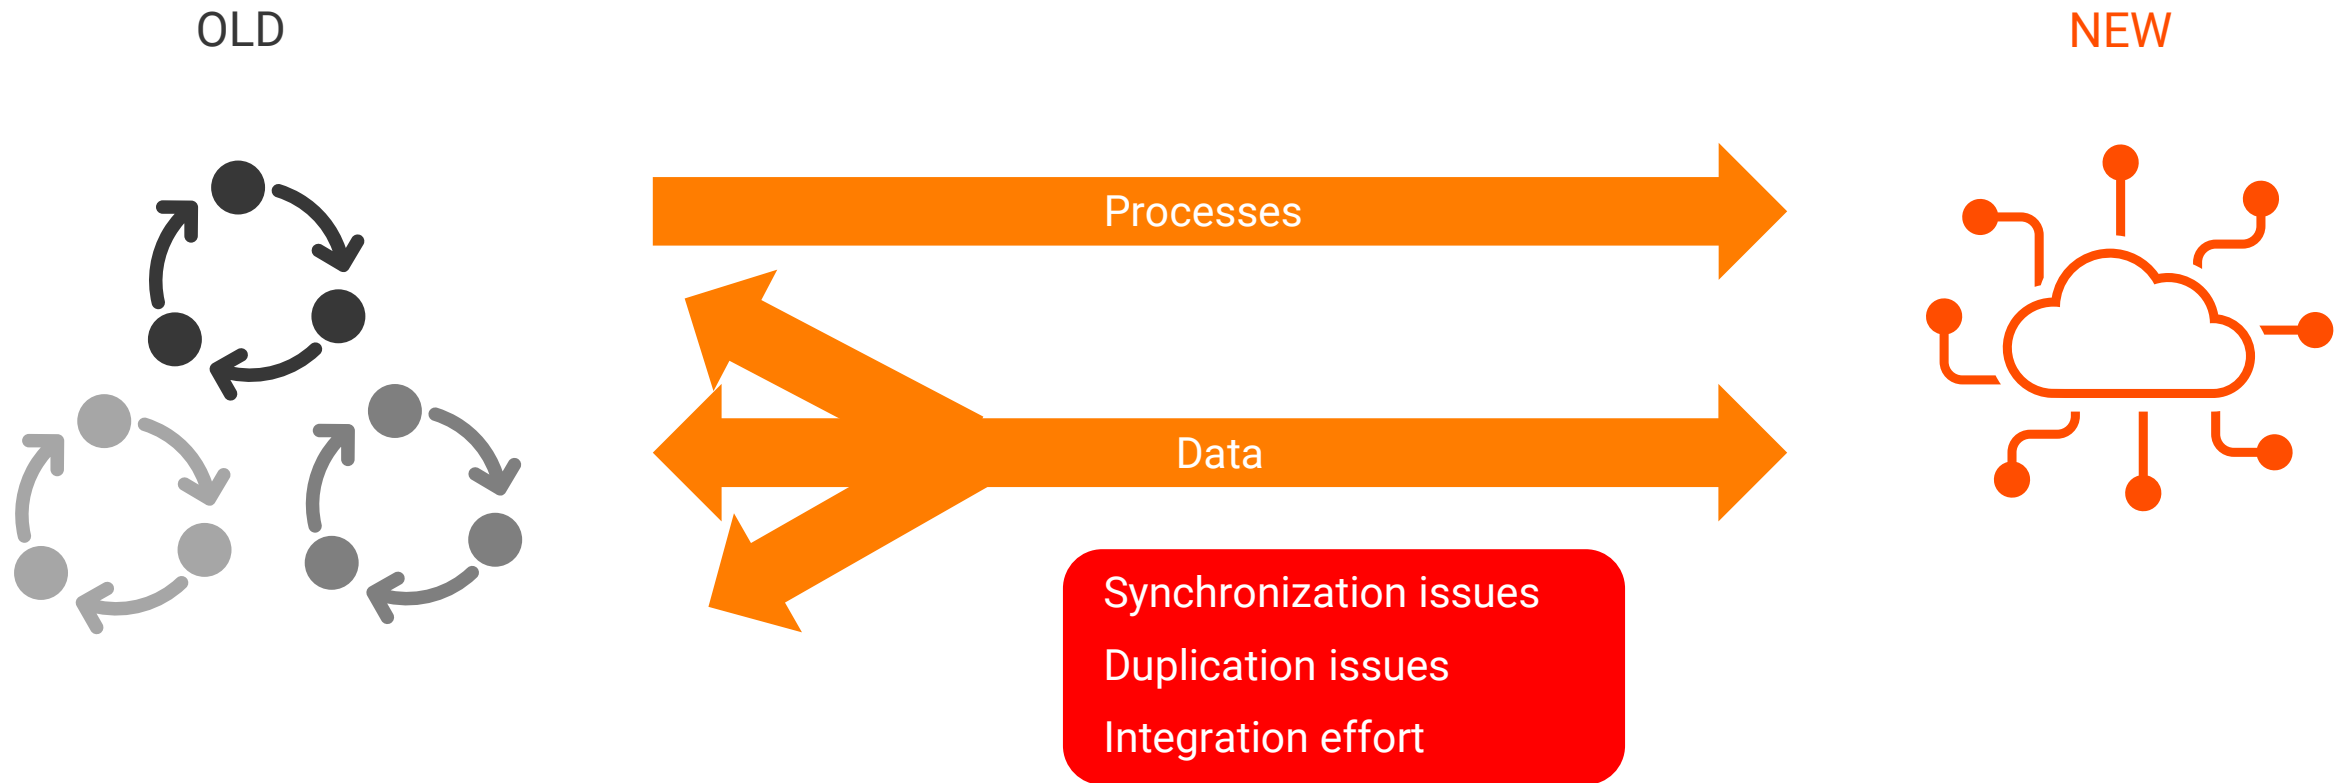 OLD
NEW
Processes
Data
Synchronization issues
Duplication issues
Integration effort